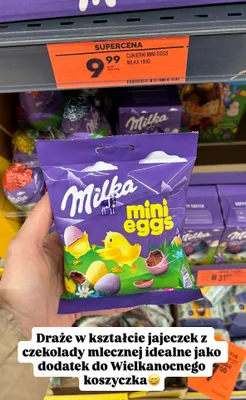 SUPERCENA
9 99
CUKIERKI MINI EGGS
MILKA 100G
Milka
Milka
mini
eggs
Draże w kształcie jajeczek z
czekolady mlecznej idealne jako
dodatek do Wielkanocnego
koszyczka😄